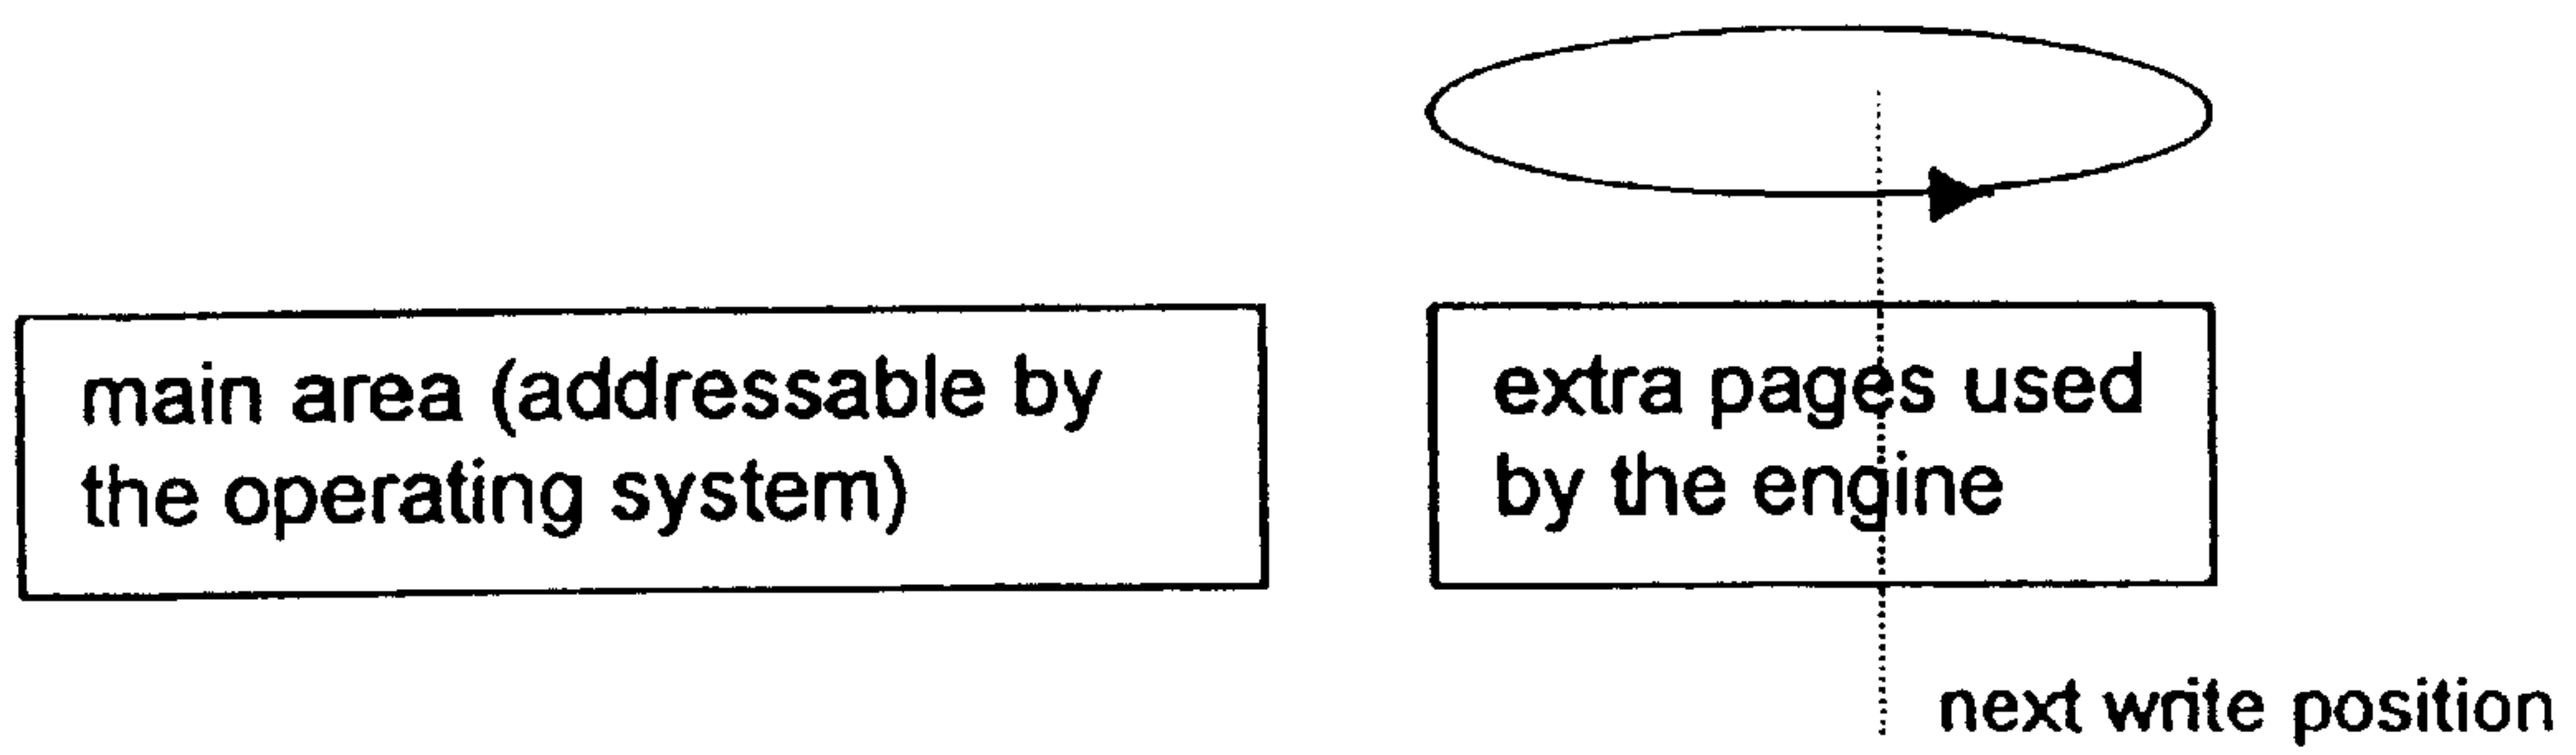 main area (addressable by
the operating system)
extra pages used
by the engine
next write position